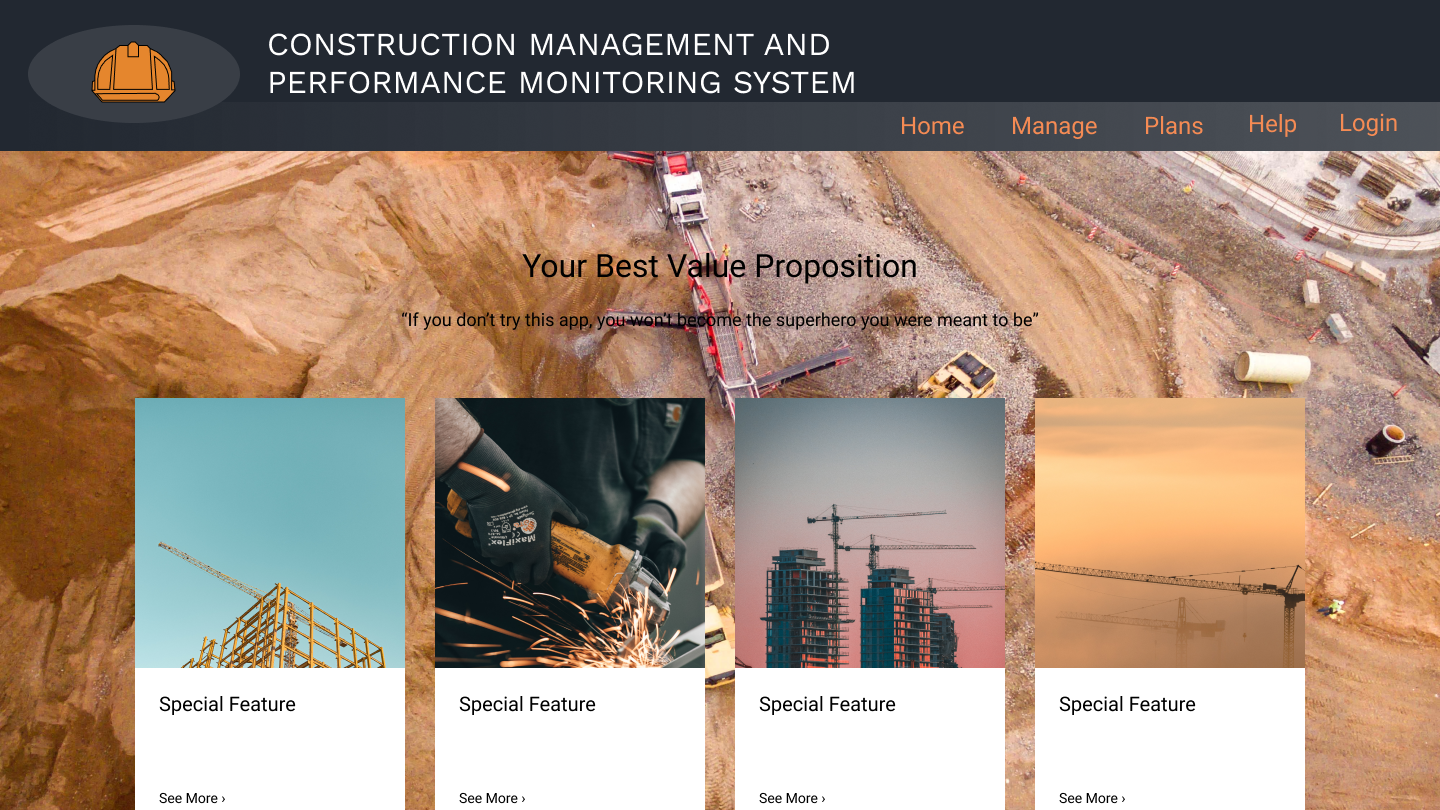 CONSTRUCTION MANAGEMENT AND
PERFORMANCE MONITORING SYSTEM
Home Manage Plans Help Login
Your Best Value Proposition
“If you don’t try this app, you won’t become the superhero you were meant to be”
MaxiFlex
Special Feature Special Feature Special Feature Special Feature
See More › See More › See More › See More ›